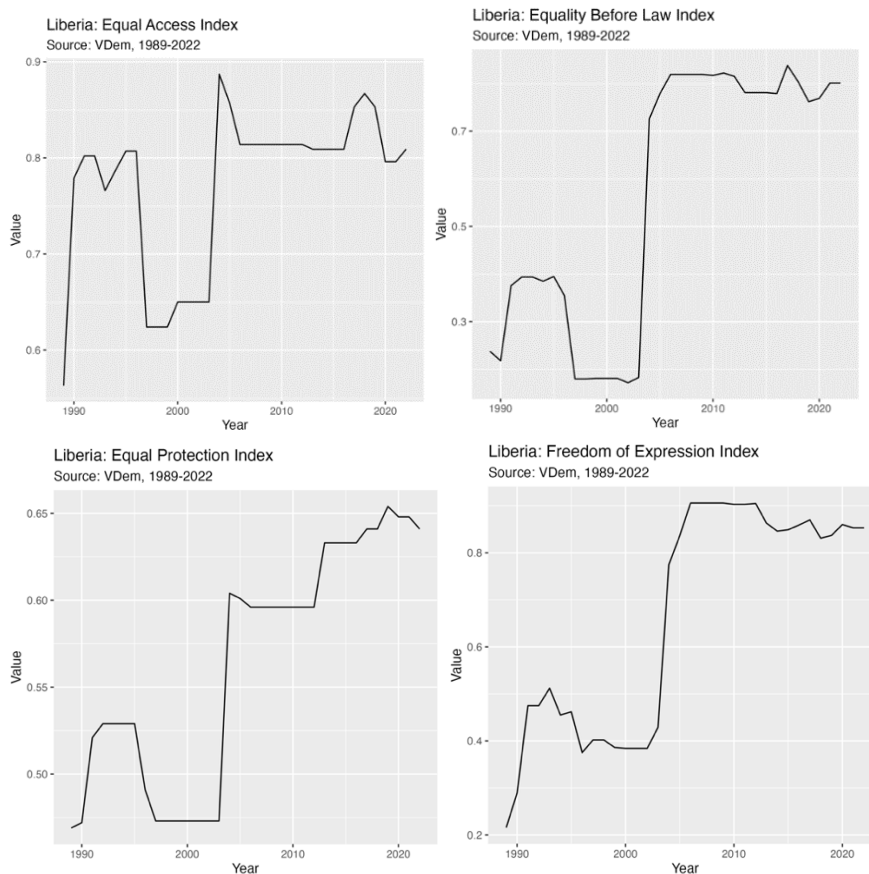 Liberia: Equal Access Index
Source: VDem, 1989-2022
0.9
0.8
0.7
0.6
Value
1990 2000 2010 2020
Year
Liberia: Equality Before Law Index
Source: VDem, 1989-2022
0.7
0.5
0.3
Value
1990 2000 2010 2020
Year
Liberia: Equal Protection Index
Source: VDem, 1989-2022
0.65
0.60
0.55
0.50
Value
1990 2000 2010 2020
Year
Liberia: Freedom of Expression Index
Source: VDem, 1989-2022
0.8
0.6
0.4
0.2
Value
1990 2000 2010 2020
Year